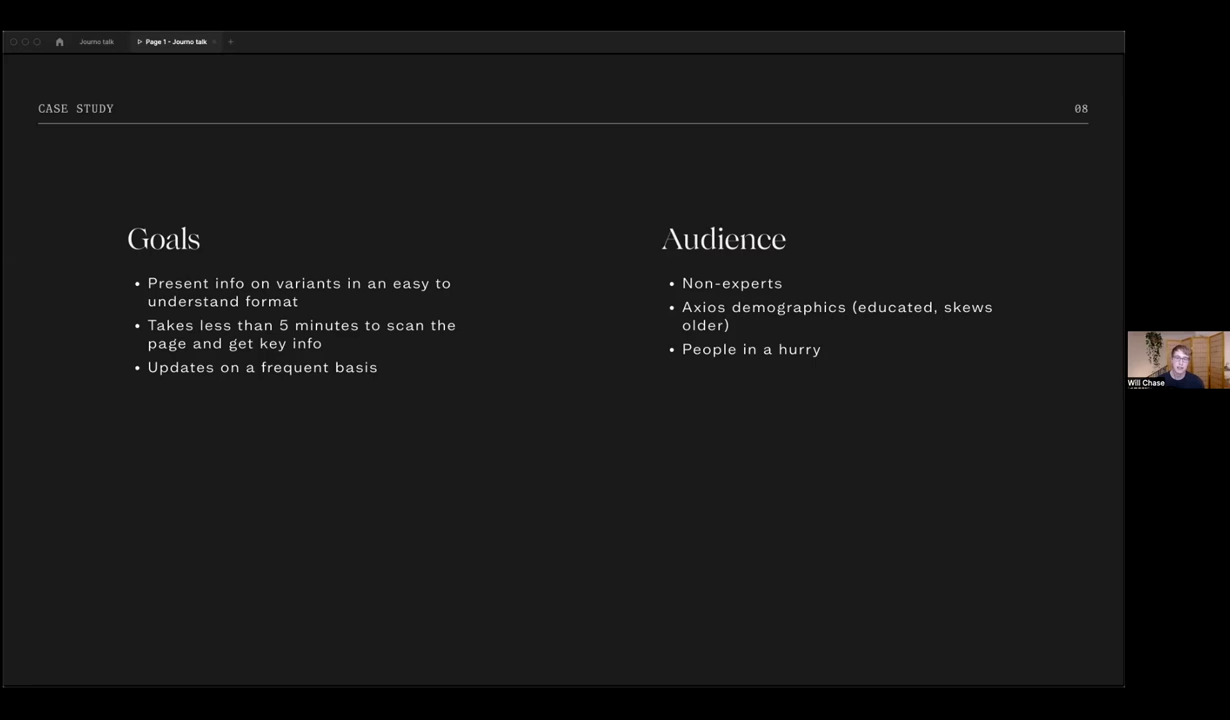 Journo talk
Page 1 - Journo talk
CASE STUDY
08
Goals
• Present info on variants in an easy to
understand format
• Takes less than 5 minutes to scan the
page and get key info
• Updates on a frequent basis
Audience
• Non-experts
• Axios demographics (educated, skews
older)
• People in a hurry
Will Chase